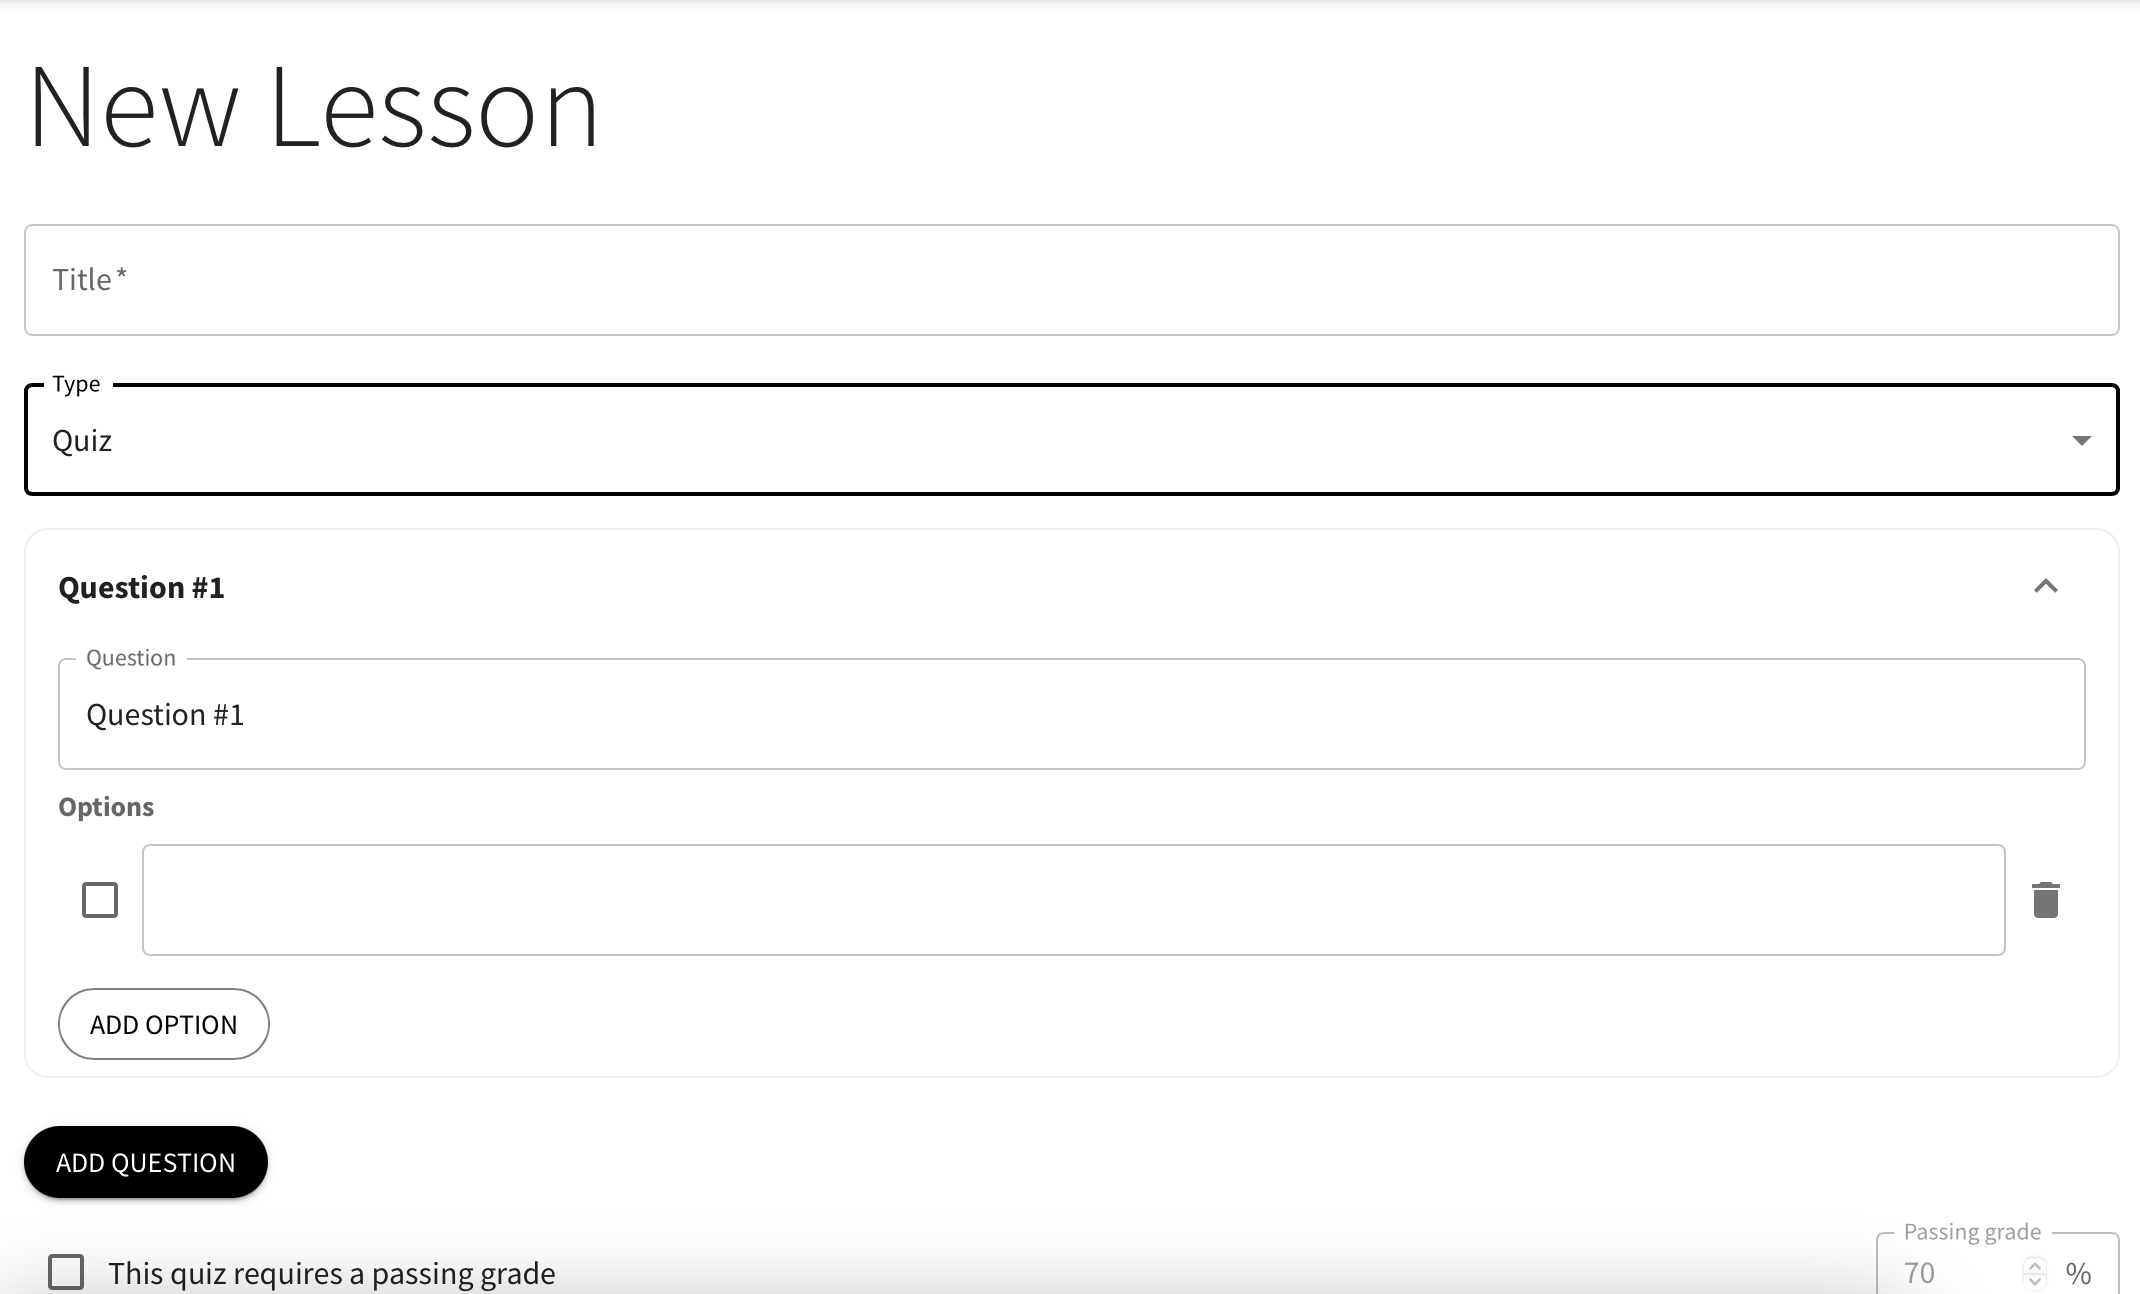 New Lesson
Title *
Type
Quiz
Question #1
Question
Question #1
Options
ADD OPTION
ADD QUESTION
This quiz requires a passing grade
Passing grade
70 %